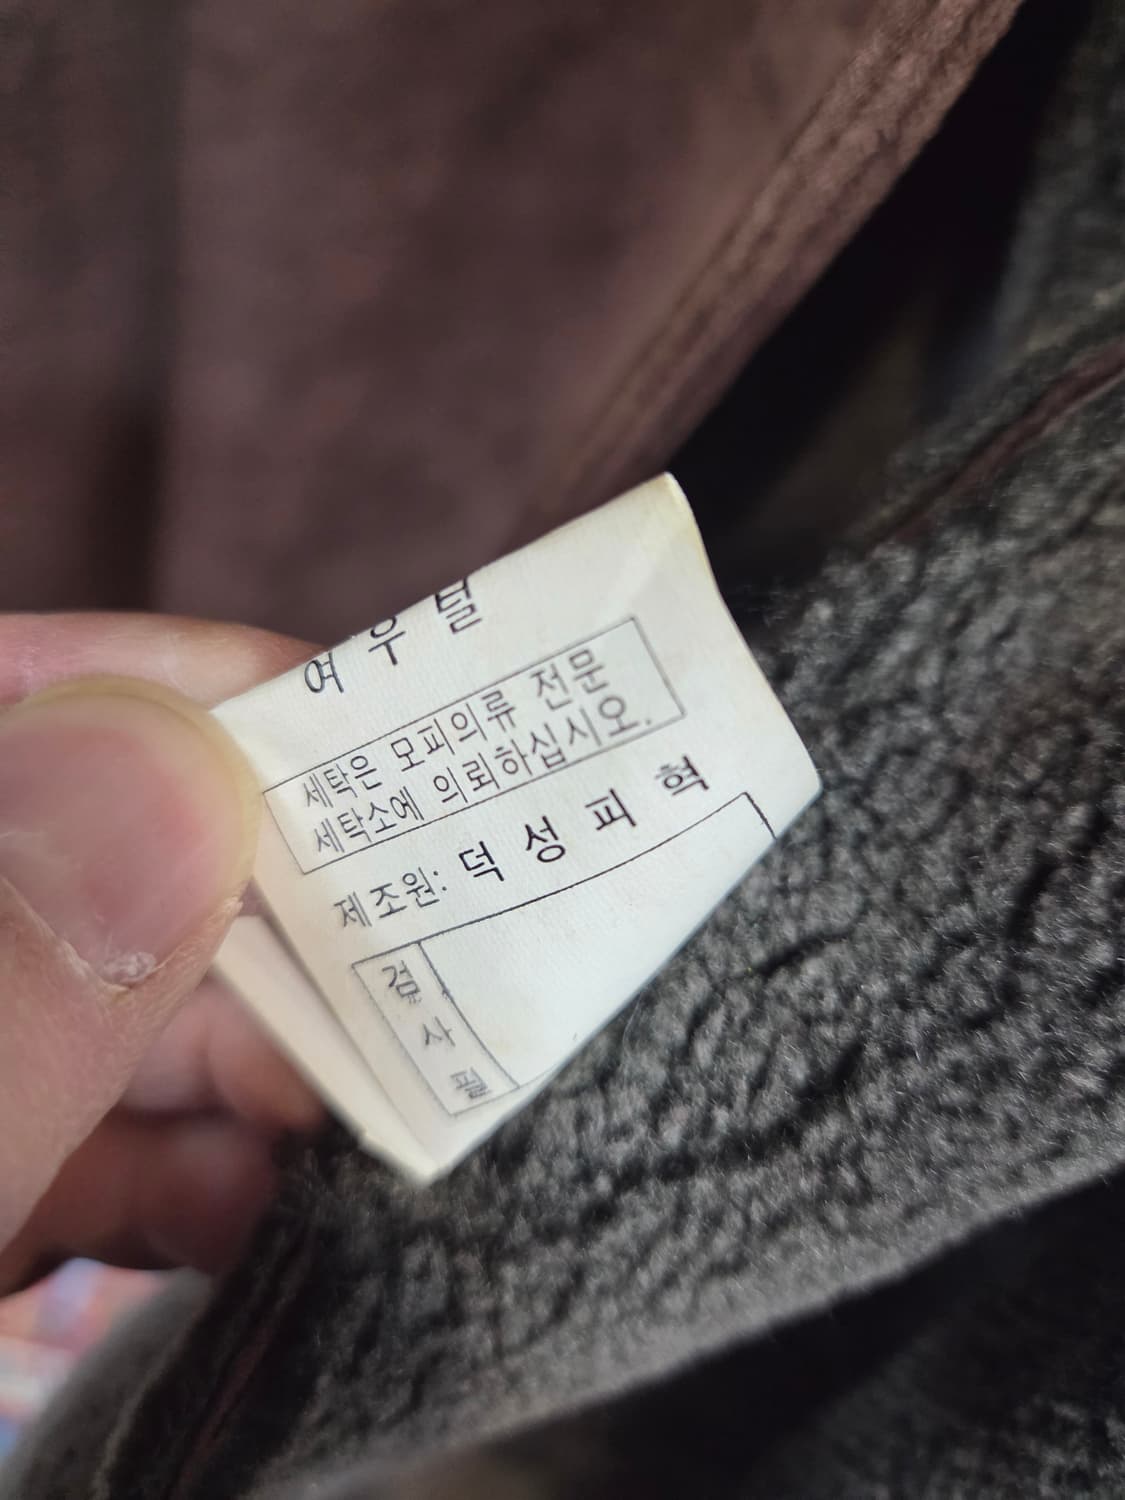 여우털
세탁은 모피의류 전문
세탁소에 의뢰하십시오.
제조원: 덕성피혁
검사필